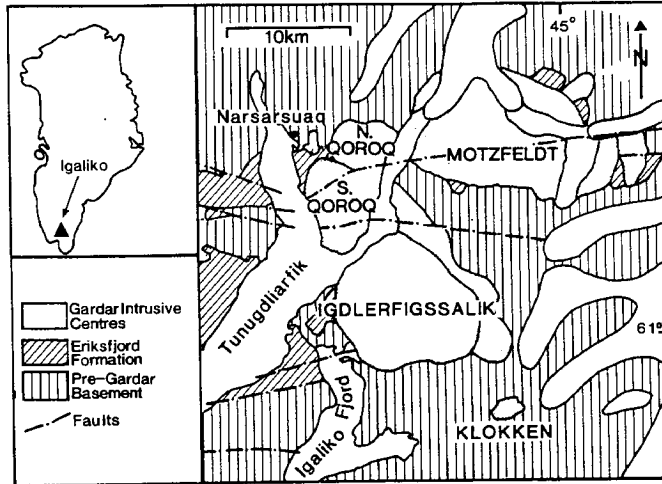 Igaliko
Gardar Intrusive
Centres
Eriksfjord
Formation
Pre-Gardar
Basement
Faults
10km
45°
N
Narsarsuaq
N.
QOROQ
MOTZFELDT
S.
QOROQ
Tunugdliarfik
IGDLERFIGSSALIK
61°
Igaliko Fjord
KLOKKEN